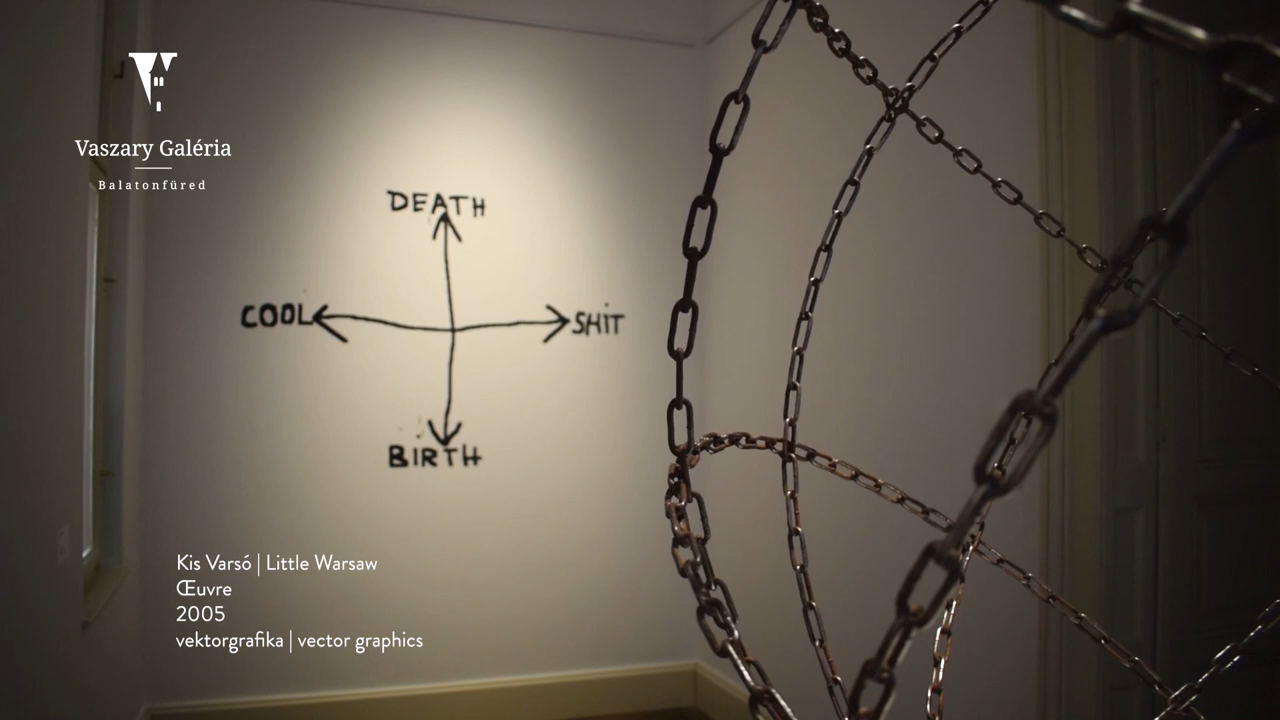 Vaszary Galéria
Balatonfüred
DEATH
COOL SHiT
BIRTH
Kis Varsó | Little Warsaw
Œuvre
2005
vektorgrafika | vector graphics